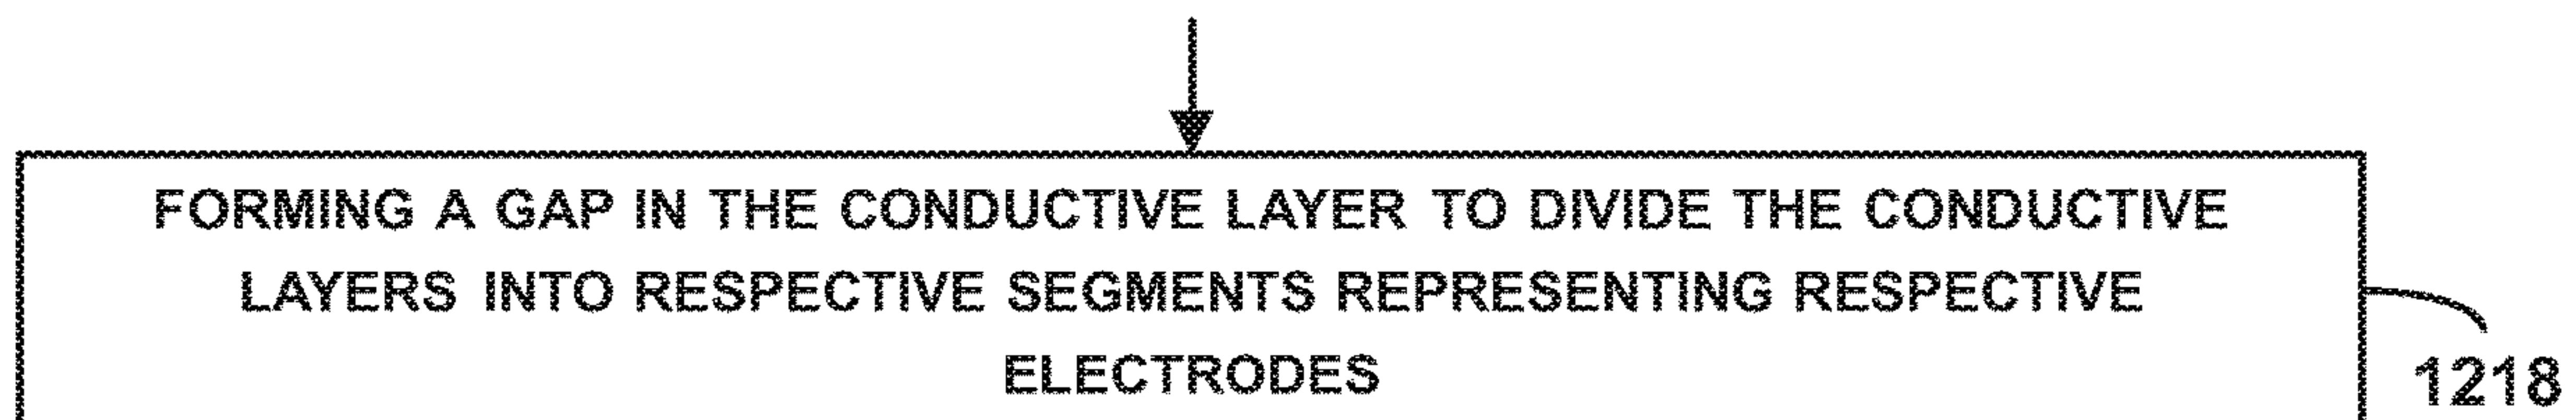 FORMING A GAP IN THE CONDUCTIVE LAYER TO DIVIDE THE CONDUCTIVE
LAYERS INTO RESPECTIVE SEGMENTS REPRESENTING RESPECTIVE
ELECTRODES
1218